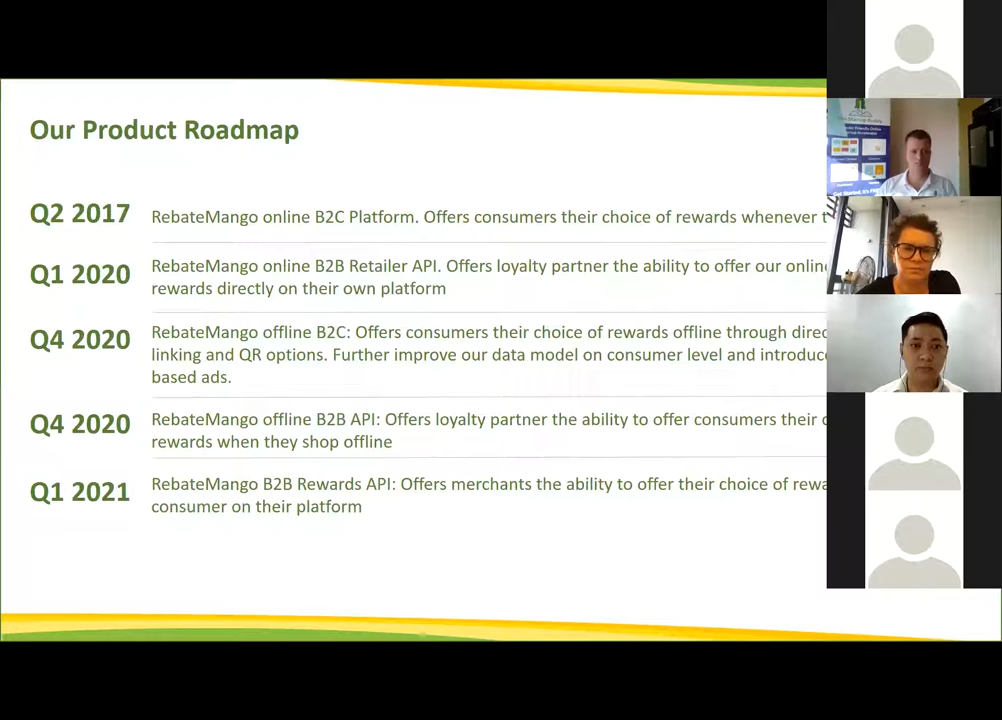 Our Product Roadmap
Q2 2017
RebateMango online B2C Platform. Offers consumers their choice of rewards whenever
Q1 2020
RebateMango online B2B Retailer API. Offers loyalty partner the ability to offer our
rewards directly on their own platform
Q4 2020
RebateMango offline B2C: Offers consumers their choice of rewards offline through
linking and QR options. Further improve our data model on consumer level and
based ads.
Q4 2020
RebateMango offline B2B API: Offers loyalty partner the ability to offer consumers their
rewards when they shop offline
Q1 2021
RebateMango B2B Rewards API: Offers merchants the ability to offer their choice of
consumer on their platform